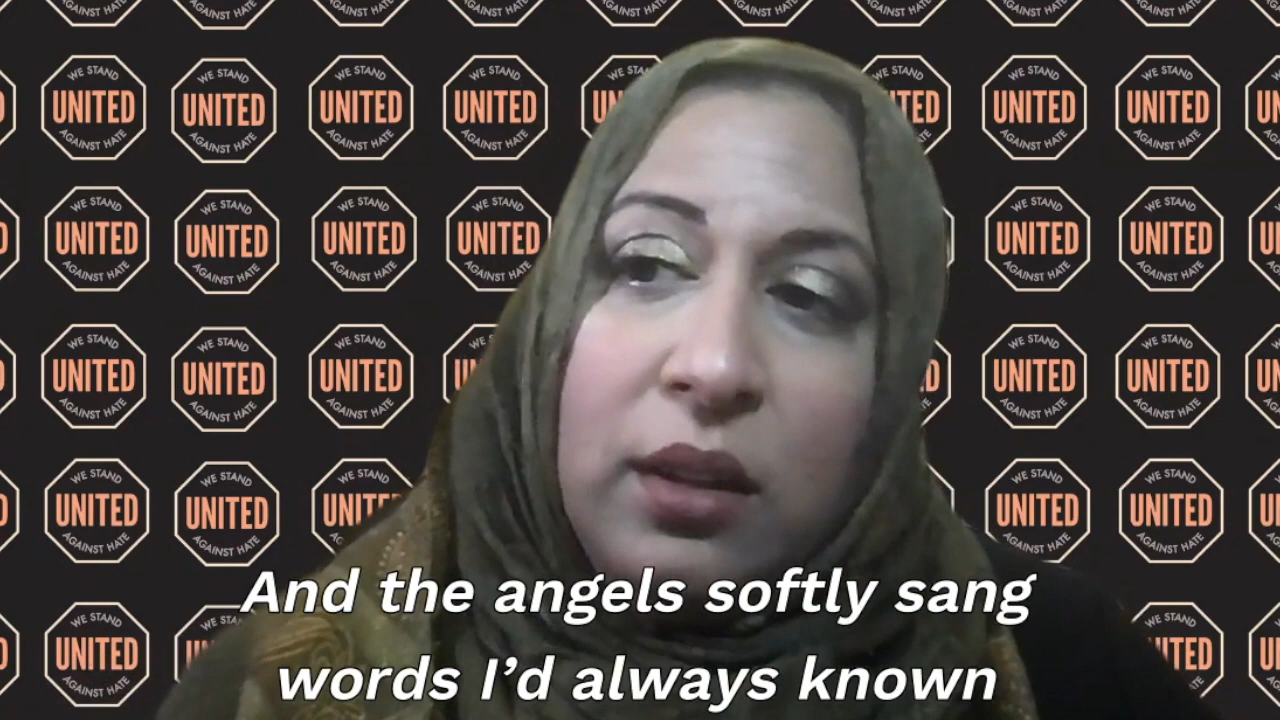 WE STAND
UNITED
AGAINST HATE
And the angels softly sang
words I’d always known